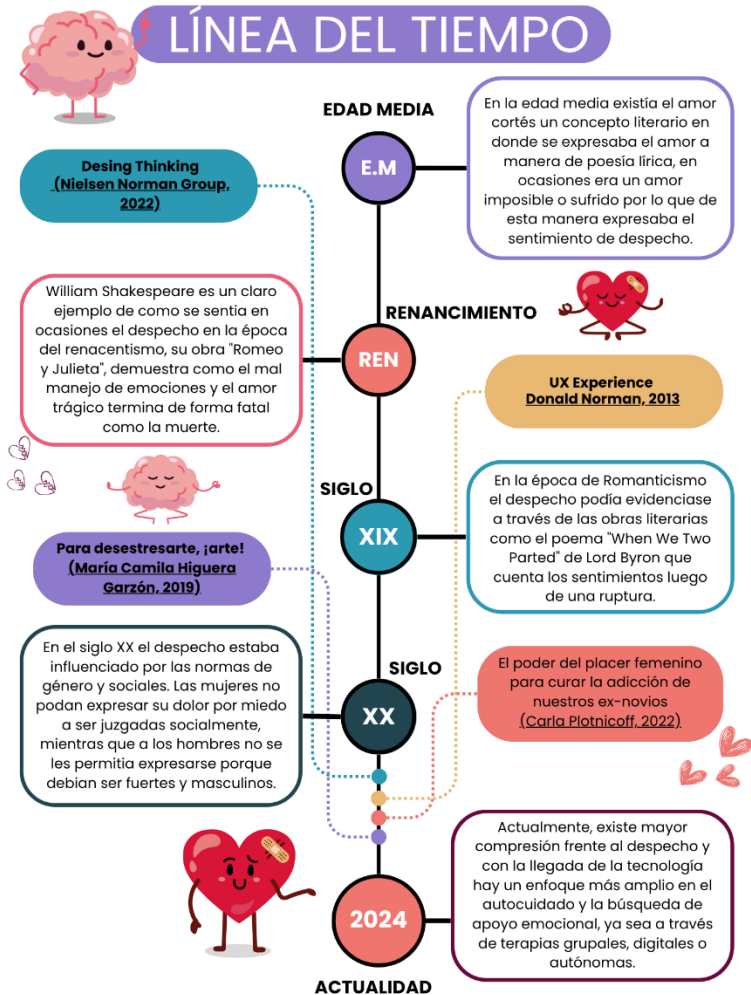 LÍNEA DEL TIEMPO
EDAD MEDIA
E.M
En la edad media existía el amor
cortés un concepto literario en
donde se expresaba el amor a
manera de poesía lírica, en
ocasiones era un amor
imposible o sufrido por lo que de
esta manera expresaba el
sentimiento de despecho.
Desing Thinking
(Nielsen Norman Group,
2022)
RENANCIMIENTO
REN
William Shakespeare es un claro
ejemplo de como se sentia en
ocasiones el despecho en la época
del renacentismo, su obra "Romeo
y Julieta", demuestra como el mal
manejo de emociones y el amor
trágico termina de forma fatal
como la muerte.
UX Experience
Donald Norman, 2013
SIGLO
XIX
En la época de Romanticismo
el despecho podía evidenciase
a través de las obras literarias
como el poema "When We Two
Parted" de Lord Byron que
cuenta los sentimientos luego
de una ruptura.
Para desestresarte, ¡arte!
(María Camila Higuera
Garzón, 2019)
SIGLO
XX
En el siglo XX el despecho estaba
influenciado por las normas de
género y sociales. Las mujeres no
podan expresar su dolor por miedo
a ser juzgadas socialmente,
mientras que a los hombres no se
les permitia expresarse porque
debian ser fuertes y masculinos.
El poder del placer femenino
para curar la adicción de
nuestros ex-novios
(Carla Plotnicoff, 2022)
2024
ACTUALIDAD
Actualmente, existe mayor
compresión frente al despecho y
con la llegada de la tecnología
hay un enfoque más amplio en el
autocuidado y la búsqueda de
apoyo emocional, ya sea a través
de terapias grupales, digitales o
autónomas.